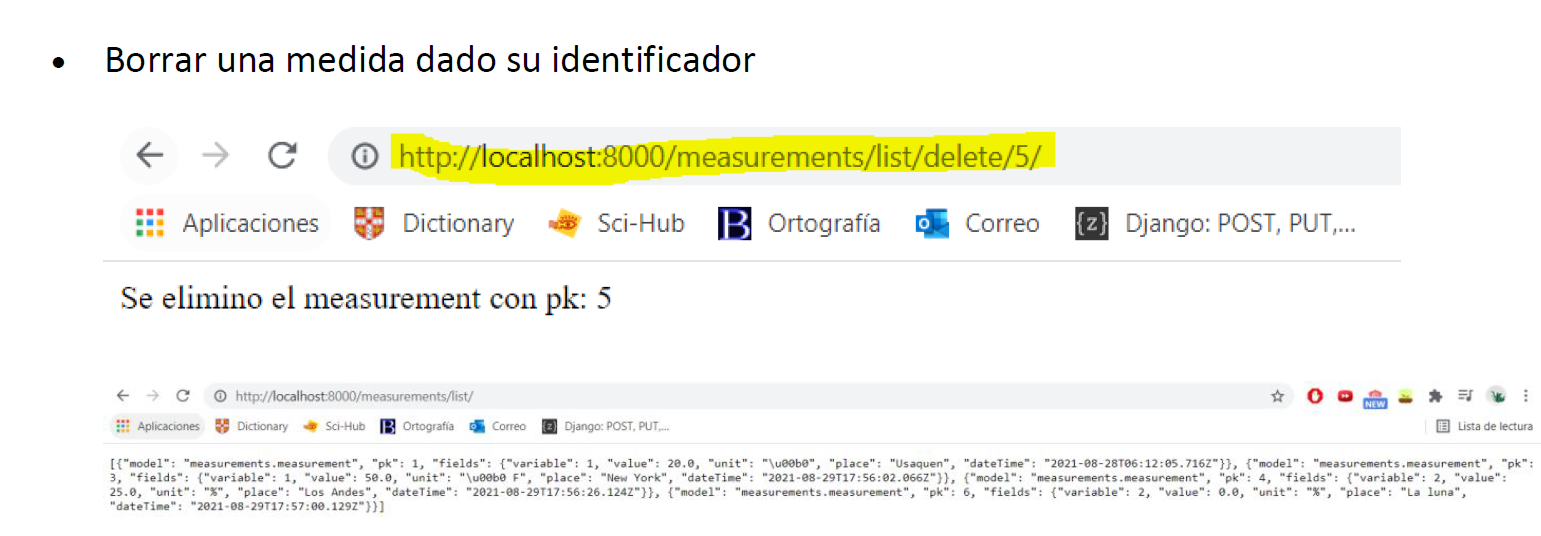 • Borrar una medida dado su identificador
http://localhost:8000/measurements/list/delete/5/
Aplicaciones Dictionary Sci-Hub B Ortografía Correo {z} Django: POST, PUT,...
Se elimino el measurement con pk: 5
http://localhost:8000/measurements/list/
NEW
Aplicaciones Dictionary Sci-Hub B Ortografía Correo {z} Django: POST, PUT,... Lista de lectura
[{"model": "measurements.measurement", "pk": 1, "fields": {"variable": 1, "value": 20.0, "unit": "\u00b0", "place": "Usaquen", "dateTime": "2021-08-28T06:12:05.716Z"}}, {"model": "measurements.measurement", "pk":
3, "fields": {"variable": 1, "value": 50.0, "unit": "\u00b0 F", "place": "New York", "dateTime": "2021-08-29T17:56:02.066Z"}}, {"model": "measurements.measurement", "pk": 4, "fields": {"variable": 2, "value":
25.0, "unit": "%", "place": "Los Andes", "dateTime": "2021-08-29T17:56:26.124Z"}}, {"model": "measurements.measurement", "pk": 6, "fields": {"variable": 2, "value": 0.0, "unit": "%", "place": "La luna",
"dateTime": "2021-08-29T17:57:00.129Z"}}]